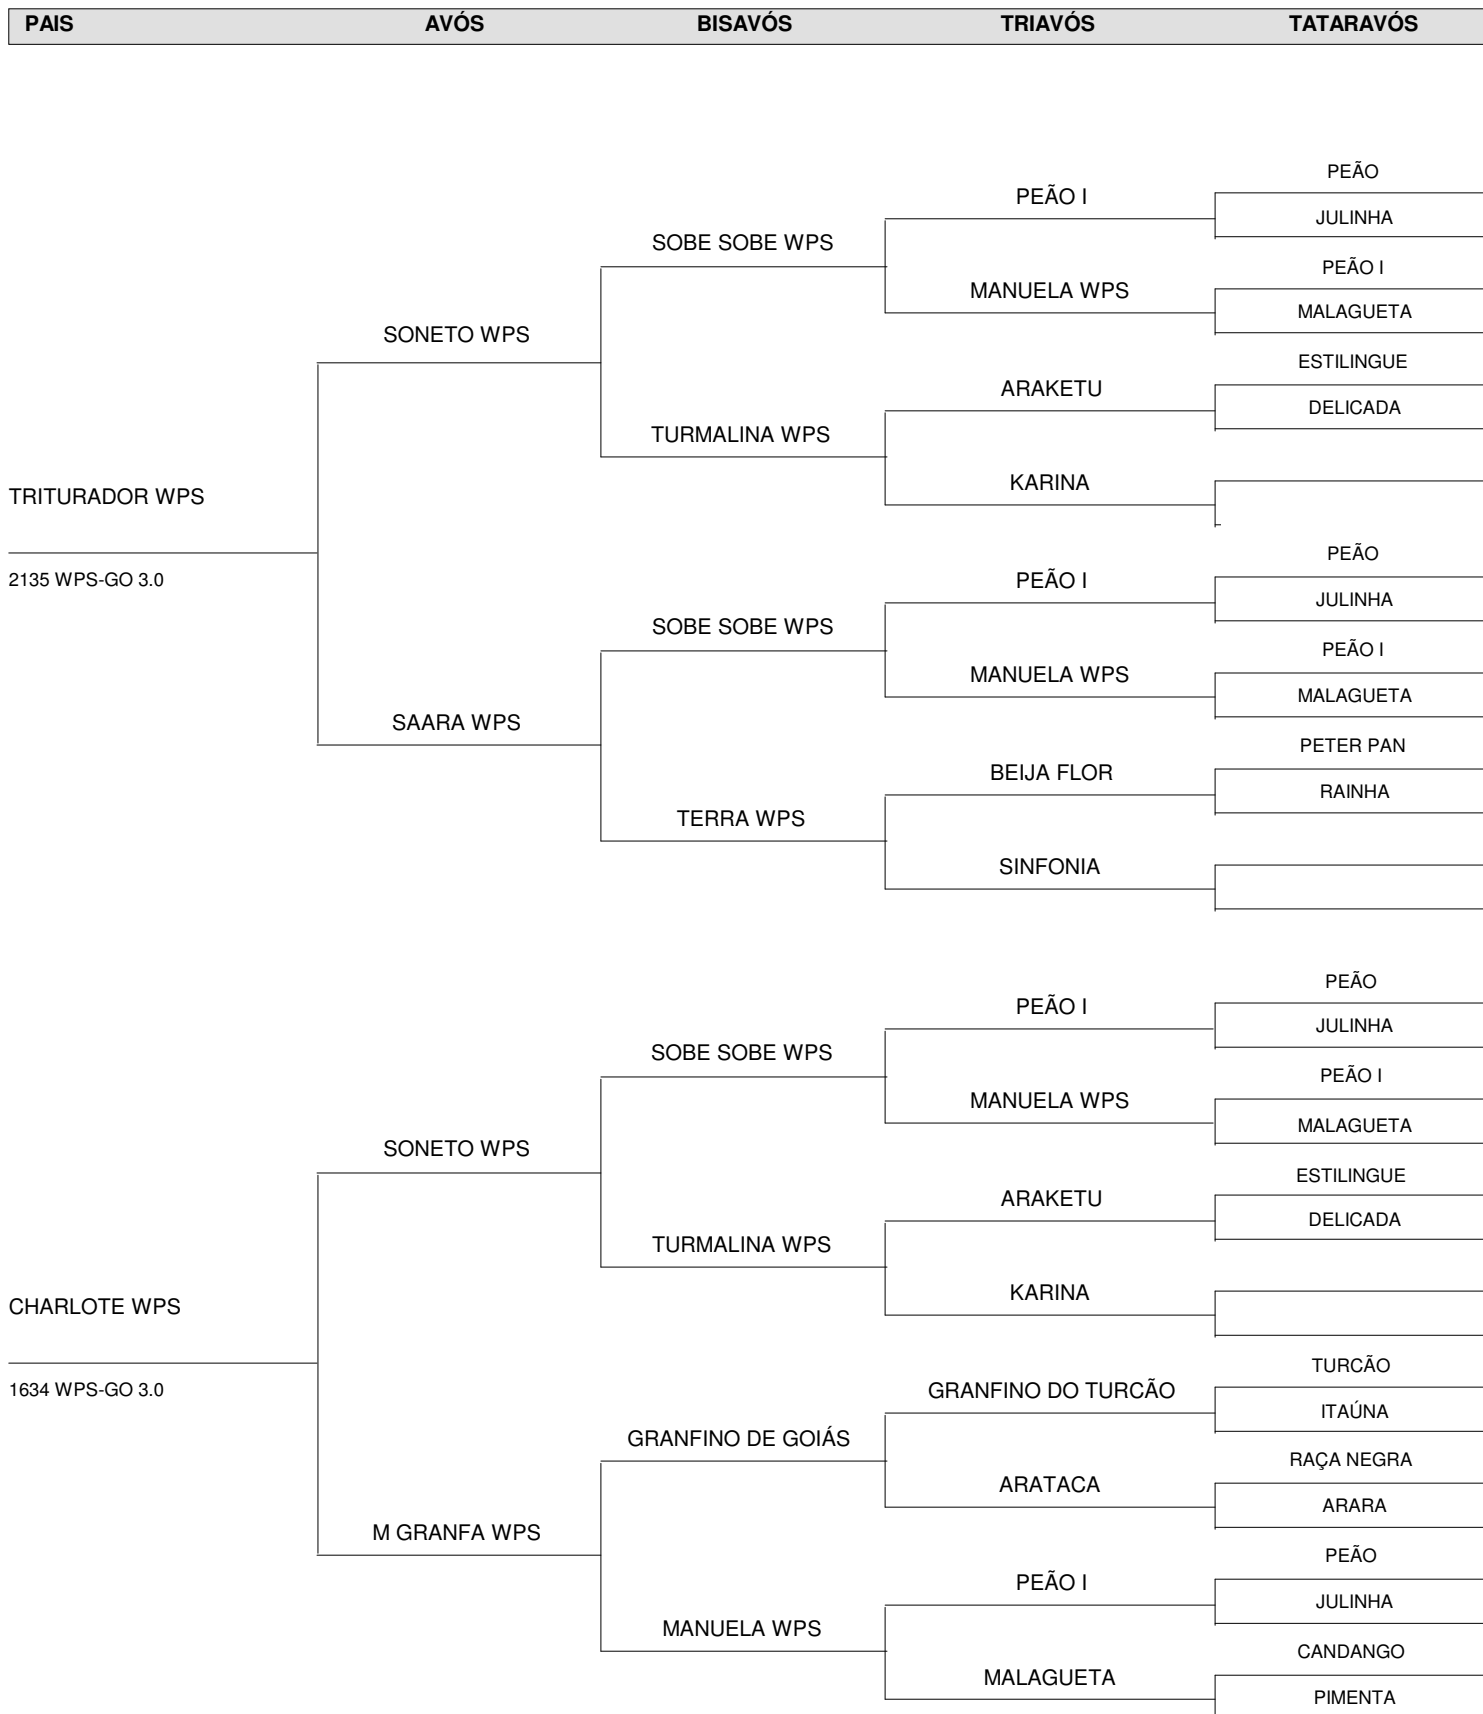 PAIS AVÓS BISAVÓS TRIAVÓS TATARAVÓS
PEÃO
PEÃO I
JULINHA
SOBE SOBE WPS
PEÃO I
MANUELA WPS
MALAGUETA
SONETO WPS
ESTILINGUE
ARAKETU
DELICADA
TURMALINA WPS
KARINA
TRITURADOR WPS
PEÃO
2135 WPS-GO 3.0
PEÃO I
JULINHA
SOBE SOBE WPS
PEÃO I
MANUELA WPS
MALAGUETA
SAARA WPS
PETER PAN
BEIJA FLOR
RAINHA
TERRA WPS
SINFONIA
PEÃO
PEÃO I
JULINHA
SOBE SOBE WPS
PEÃO I
MANUELA WPS
MALAGUETA
SONETO WPS
ESTILINGUE
ARAKETU
DELICADA
TURMALINA WPS
KARINA
CHARLOTE WPS
TURCÃO
1634 WPS-GO 3.0
GRANFINO DO TURCÃO
ITAÚNA
GRANFINO DE GOIÁS
RAÇA NEGRA
ARATACA
ARARA
M GRANFA WPS
PEÃO
PEÃO I
JULINHA
MANUELA WPS
CANDANGO
MALAGUETA
PIMENTA